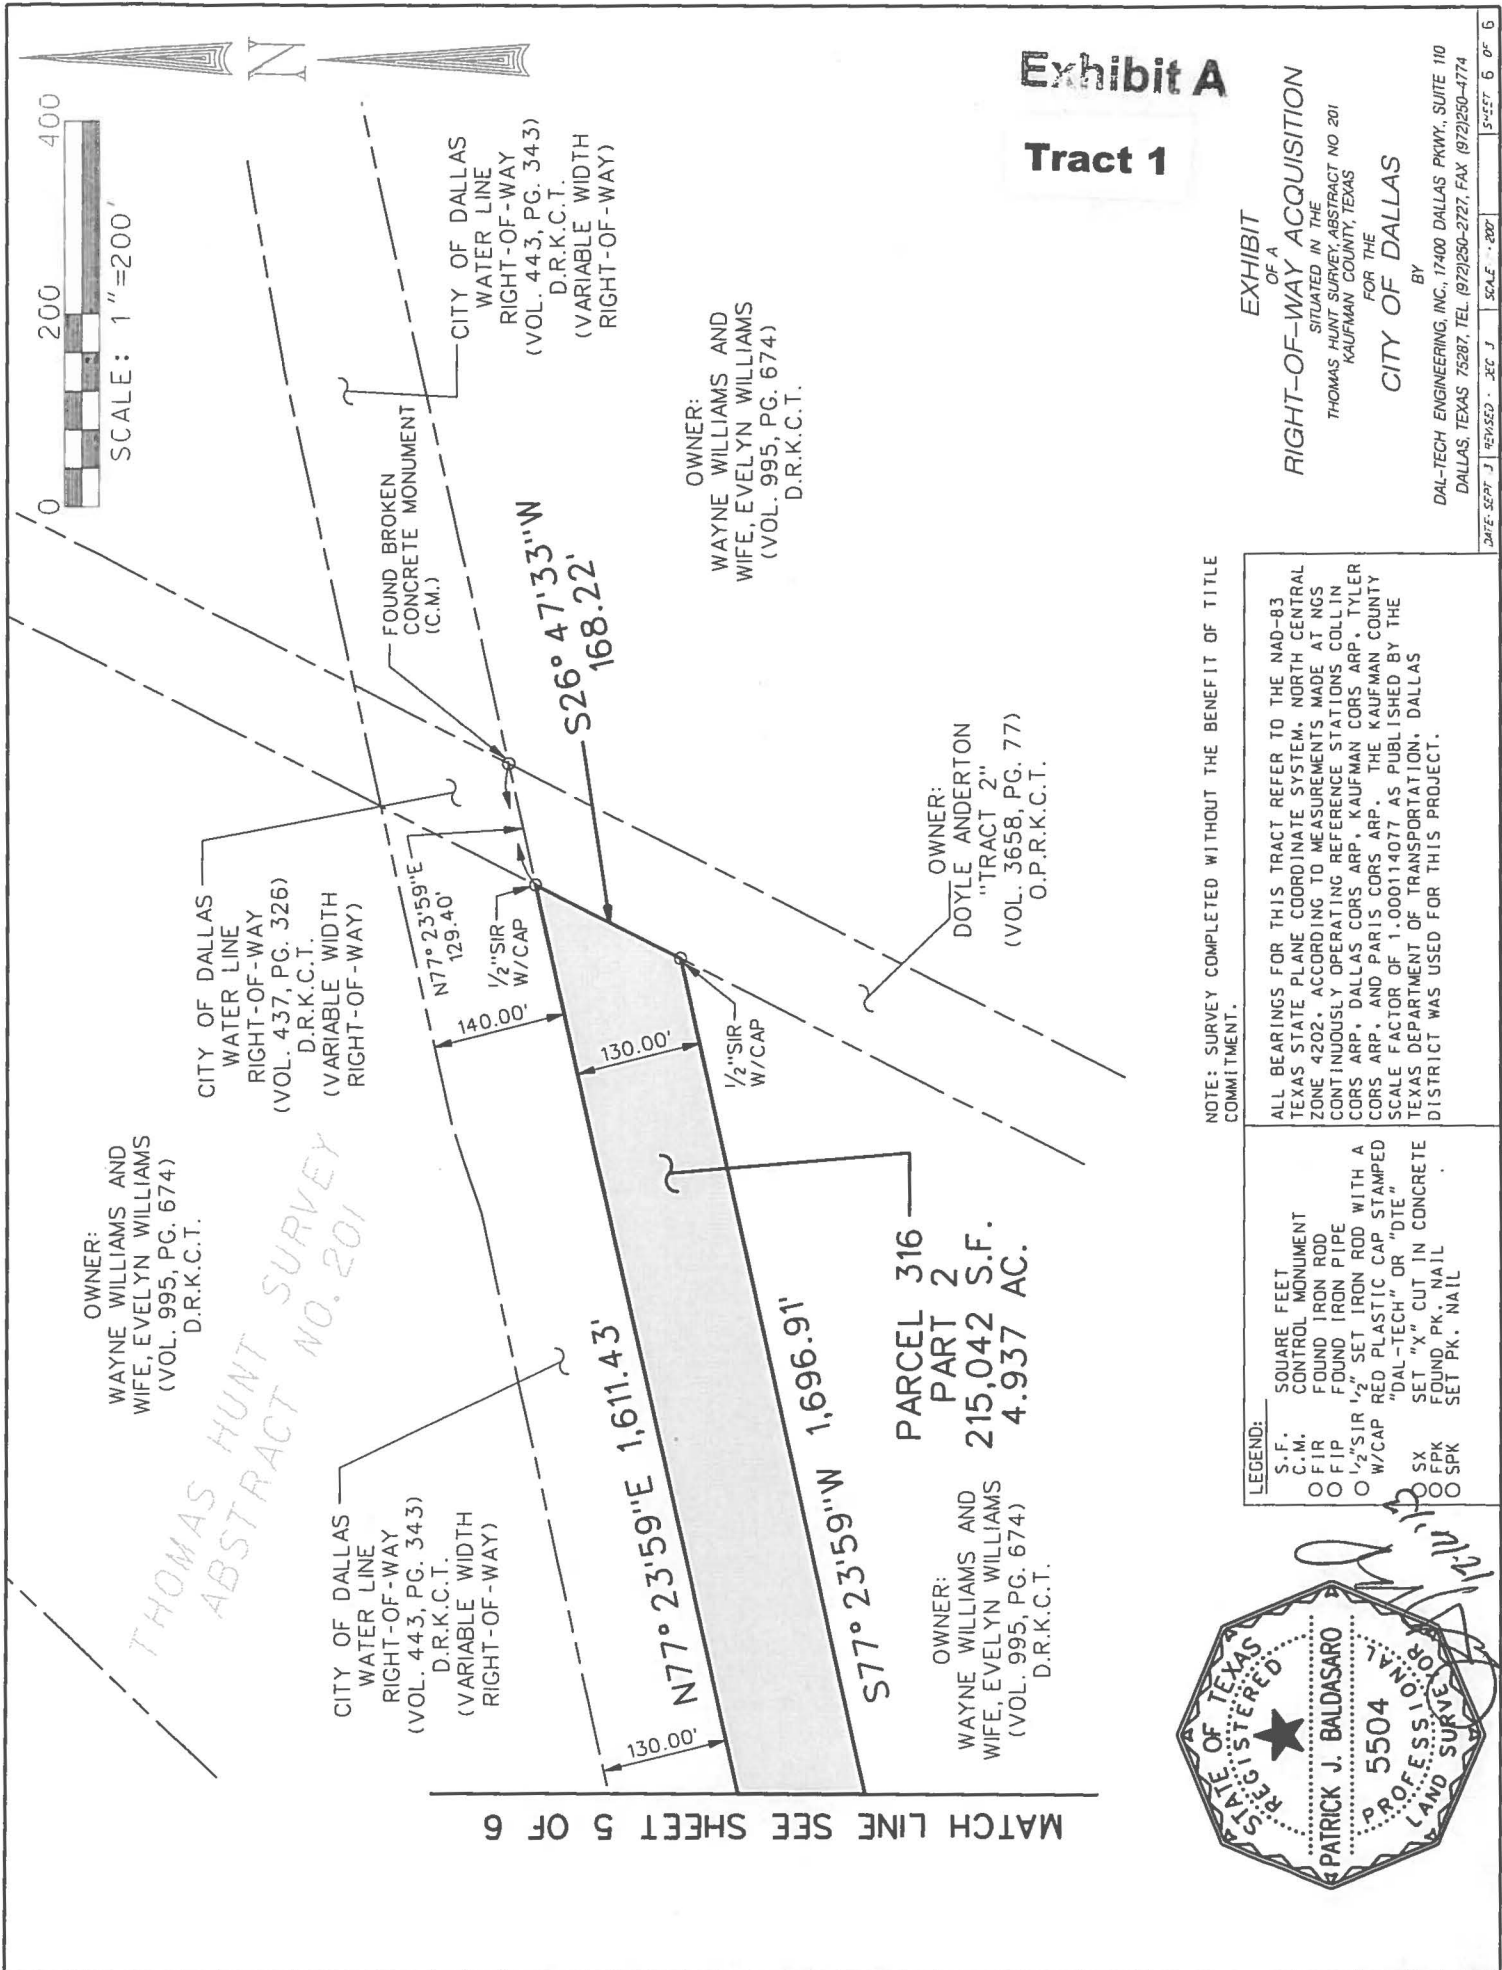 Exhibit A
Tract 1
0 200 400
SCALE: 1"=200'
N
OWNER:
WAYNE WILLIAMS AND
WIFE, EVELYN WILLIAMS
(VOL. 995, PG. 674)
D.R.K.C.T.
THOMAS HUNT SURVEY
ABSTRACT NO. 201
CITY OF DALLAS
WATER LINE
RIGHT-OF-WAY
(VOL. 437, PG. 326)
D.R.K.C.T.
(VARIABLE WIDTH
RIGHT-OF-WAY)
CITY OF DALLAS
WATER LINE
RIGHT-OF-WAY
(VOL. 443, PG. 343)
D.R.K.C.T.
(VARIABLE WIDTH
RIGHT-OF-WAY)
FOUND BROKEN
CONCRETE MONUMENT
(C.M.)
CITY OF DALLAS
WATER LINE
RIGHT-OF-WAY
(VOL. 443, PG. 343)
D.R.K.C.T.
(VARIABLE WIDTH
RIGHT-OF-WAY)
N77° 23'59"E
129.40'
1/2"SIR
W/CAP
140.00'
130.00'
1/2"SIR
W/CAP
S26° 47'33"W
168.22'
130.00'
N77° 23'59"E 1,611.43'
S77° 23'59"W 1,696.91'
PARCEL 316
PART 2
215,042 S.F.
4.937 AC.
OWNER:
WAYNE WILLIAMS AND
WIFE, EVELYN WILLIAMS
(VOL. 995, PG. 674)
D.R.K.C.T.
OWNER:
DOYLE ANDERTON
"TRACT 2"
(VOL. 3658, PG. 77)
O.P.R.K.C.T.
OWNER:
WAYNE WILLIAMS AND
WIFE, EVELYN WILLIAMS
(VOL. 995, PG. 674)
D.R.K.C.T.
MATCH LINE SEE SHEET 5 OF 6
NOTE: SURVEY COMPLETED WITHOUT THE BENEFIT OF TITLE
COMMITMENT.
LEGEND:
S.F. SQUARE FEET
C.M. CONTROL MONUMENT
O FIR FOUND IRON ROD
O FIP FOUND IRON PIPE
O 1/2"SIR 1/2" SET IRON ROD WITH A
W/CAP RED PLASTIC CAP STAMPED
"DAL-TECH" OR "DTE"
O SX SET "X" CUT IN CONCRETE
O FPK FOUND PK. NAIL
O SPK SET PK. NAIL
ALL BEARINGS FOR THIS TRACT REFER TO THE NAD-83
TEXAS STATE PLANE COORDINATE SYSTEM, NORTH CENTRAL
ZONE 4202, ACCORDING TO MEASUREMENTS MADE AT NGS
CONTINUOUSLY OPERATING REFERENCE STATIONS COLLIN
CORS ARP, DALLAS CORS ARP, KAUFMAN CORS ARP, TYLER
CORS ARP, AND PARIS CORS ARP. THE KAUFMAN COUNTY
SCALE FACTOR OF 1.000114077 AS PUBLISHED BY THE
TEXAS DEPARTMENT OF TRANSPORTATION, DALLAS
DISTRICT WAS USED FOR THIS PROJECT.
EXHIBIT
OF A
RIGHT-OF-WAY ACQUISITION
SITUATED IN THE
THOMAS HUNT SURVEY, ABSTRACT NO 201
KAUFMAN COUNTY, TEXAS
FOR THE
CITY OF DALLAS
BY
DAL-TECH ENGINEERING, INC., 17400 DALLAS PKWY., SUITE 110
DALLAS, TEXAS 75287, TEL. (972)250-2727, FAX (972)250-4774
SHEET 6 OF 6
STATE OF TEXAS
REGISTERED
PATRICK J. BALDASARO
5504
PROFESSIONAL
LAND SURVEYOR